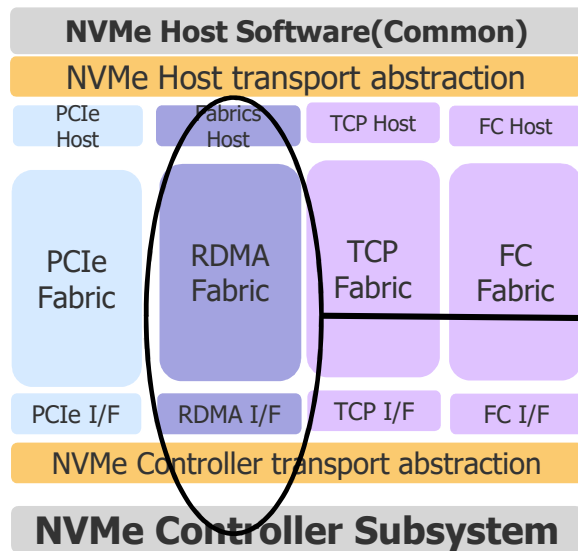 NVMe Host Software(Common)
NVMe Host transport abstraction
PCIe
Host
Fabrics
Host
TCP Host
FC Host
PCIe
Fabric
RDMA
Fabric
TCP
Fabric
FC
Fabric
PCIe I/F
RDMA I/F
TCP I/F
FC I/F
NVMe Controller transport abstraction
NVMe Controller Subsystem